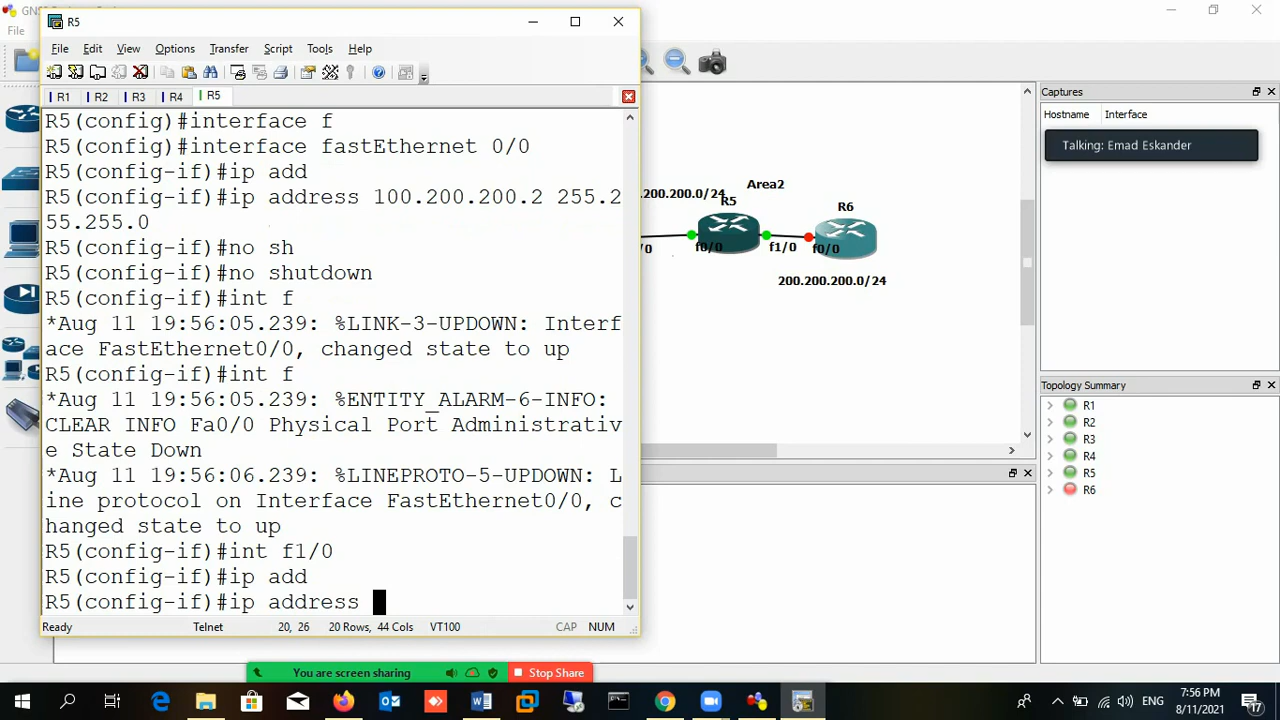 R5
File Edit View Options Transfer Script Tools Help
R1 R2 R3 R4 R5
R5(config)#interface f
R5(config)#interface fastEthernet 0/0
R5(config-if)#ip add
R5(config-if)#ip address 100.200.200.2 255.2
55.255.0
R5(config-if)#no sh
R5(config-if)#no shutdown
R5(config-if)#int f
*Aug 11 19:56:05.239: %LINK-3-UPDOWN: Interf
ace FastEthernet0/0, changed state to up
R5(config-if)#int f
*Aug 11 19:56:05.239: %ENTITY_ALARM-6-INFO:
CLEAR INFO Fa0/0 Physical Port Administrativ
e State Down
*Aug 11 19:56:06.239: %LINEPROTO-5-UPDOWN: L
ine protocol on Interface FastEthernet0/0, c
hanged state to up
R5(config-if)#int f1/0
R5(config-if)#ip add
R5(config-if)#ip address
Ready Telnet 20, 26 20 Rows, 44 Cols VT100 CAP NUM
File
.200.200.0/24
Area2
R5
R6
/0
f0/0
f1/0
f0/0
200.200.200.0/24
Captures
Hostname Interface
Talking: Emad Eskander
Topology Summary
R1
R2
R3
R4
R5
R6
You are screen sharing
Stop Share
ENG
7:56 PM
8/11/2021
17